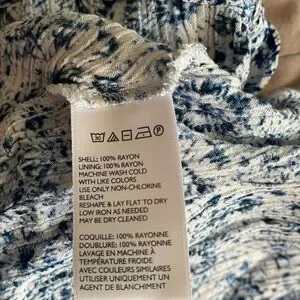 SHELL: 100% RAYON
LINING: 100% RAYON
MACHINE WASH COLD
WITH LIKE COLORS
USE ONLY NON-CHLORINE
BLEACH
RESHAPE & LAY FLAT TO DRY
LOW IRON AS NEEDED
MAY BE DRY CLEANED
COQUILLE: 100% RAYONNE
DOUBLURE: 100% RAYONNE
LAVAGE EN MACHINE À
TEMPÉRATURE FROIDE
AVEC COULEURS SIMILAIRES
UTILISER UNIQUEMENT UN
AGENT DE BLANCHIMENT